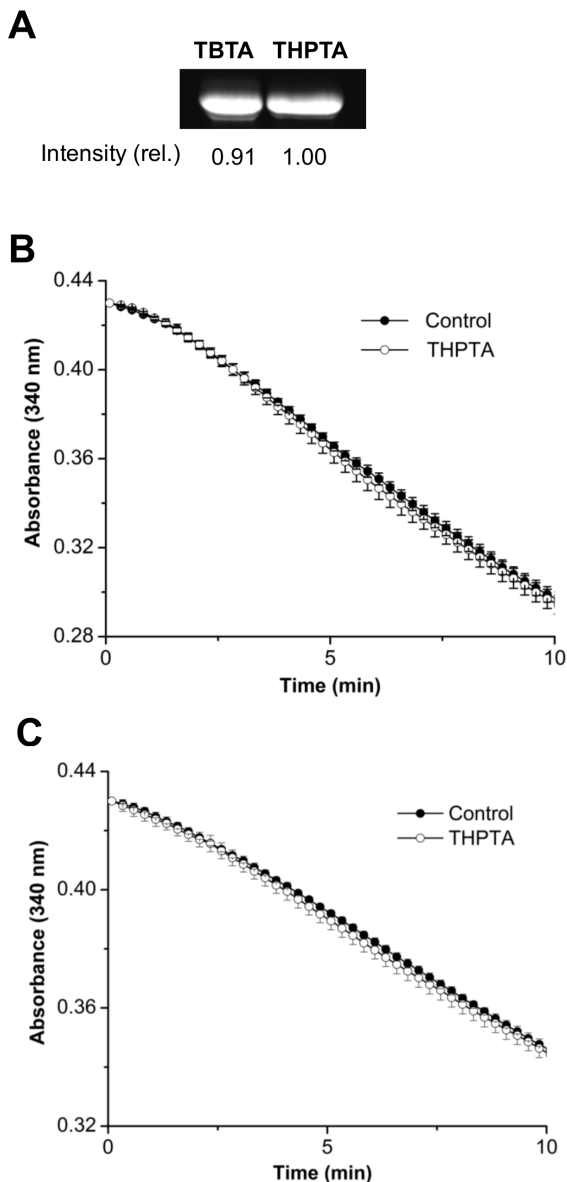 A
TBTA THPTA
Intensity (rel.) 0.91 1.00
B
0.44
0.40
0.36
0.32
0.28
Absorbance (340 nm)
Control
THPTA
0 5 10
Time (min)
C
0.44
0.40
0.36
0.32
Absorbance (340 nm)
Control
THPTA
0 5 10
Time (min)